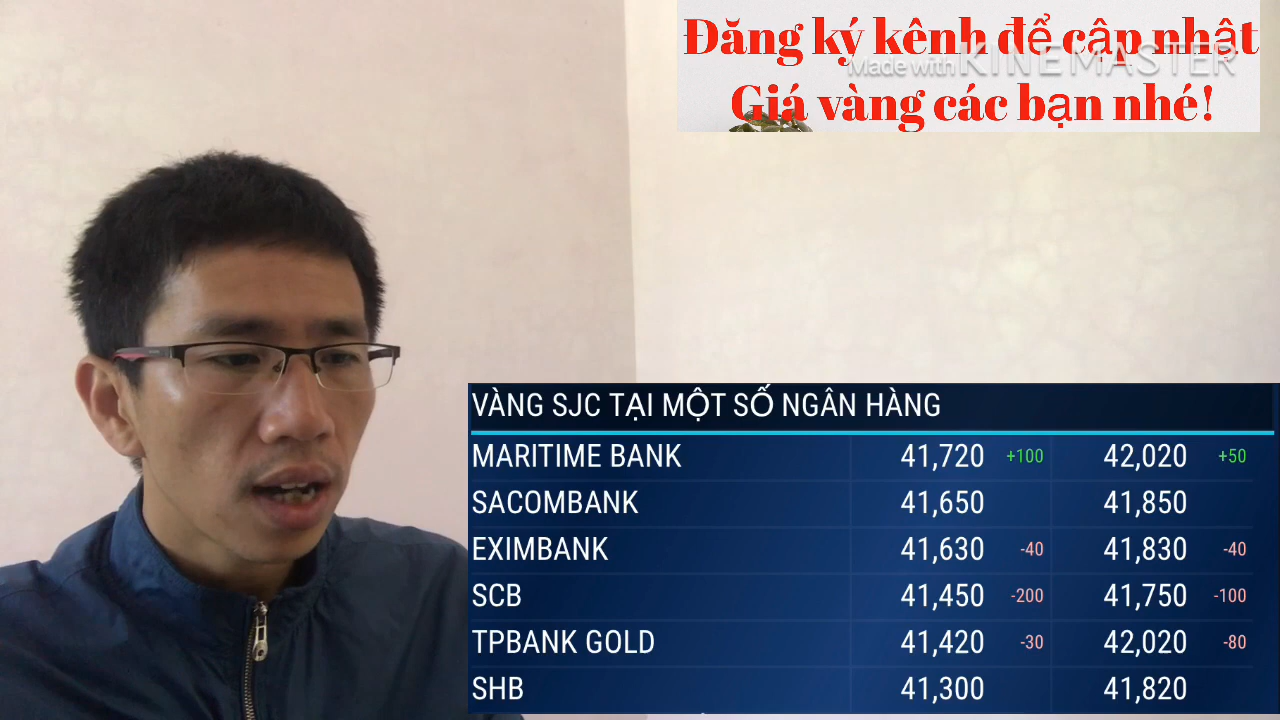 Đăng ký kênh để cập nhật
Made with KINEMASTER
Giá vàng các bạn nhé!
VÀNG SJC TẠI MỘT SỐ NGÂN HÀNG
MARITIME BANK 41,720 +100 42,020 +50
SACOMBANK 41,650 41,850
EXIMBANK 41,630 -40 41,830 -40
SCB 41,450 -200 41,750 -100
TPBANK GOLD 41,420 -30 42,020 -80
SHB 41,300 41,820